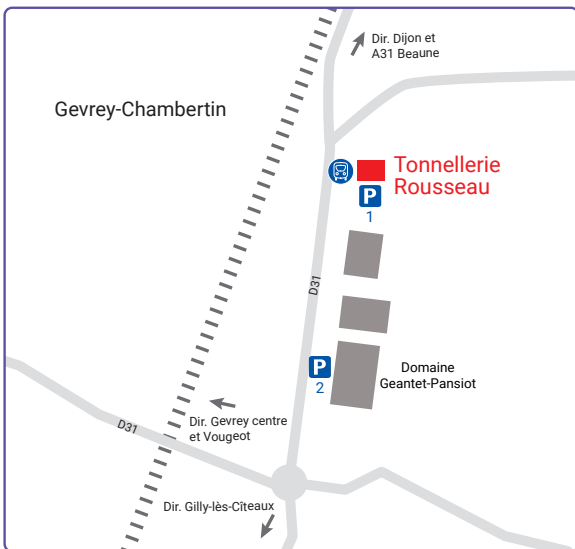 Dir. Dijon et
A31 Beaune
Gevrey-Chambertin
Tonnellerie
Rousseau
P
1
D31
P
2
Domaine
Geantet-Pansiot
D31
Dir. Gevrey centre
et Vougeot
Dir. Gilly-lès-Cîteaux